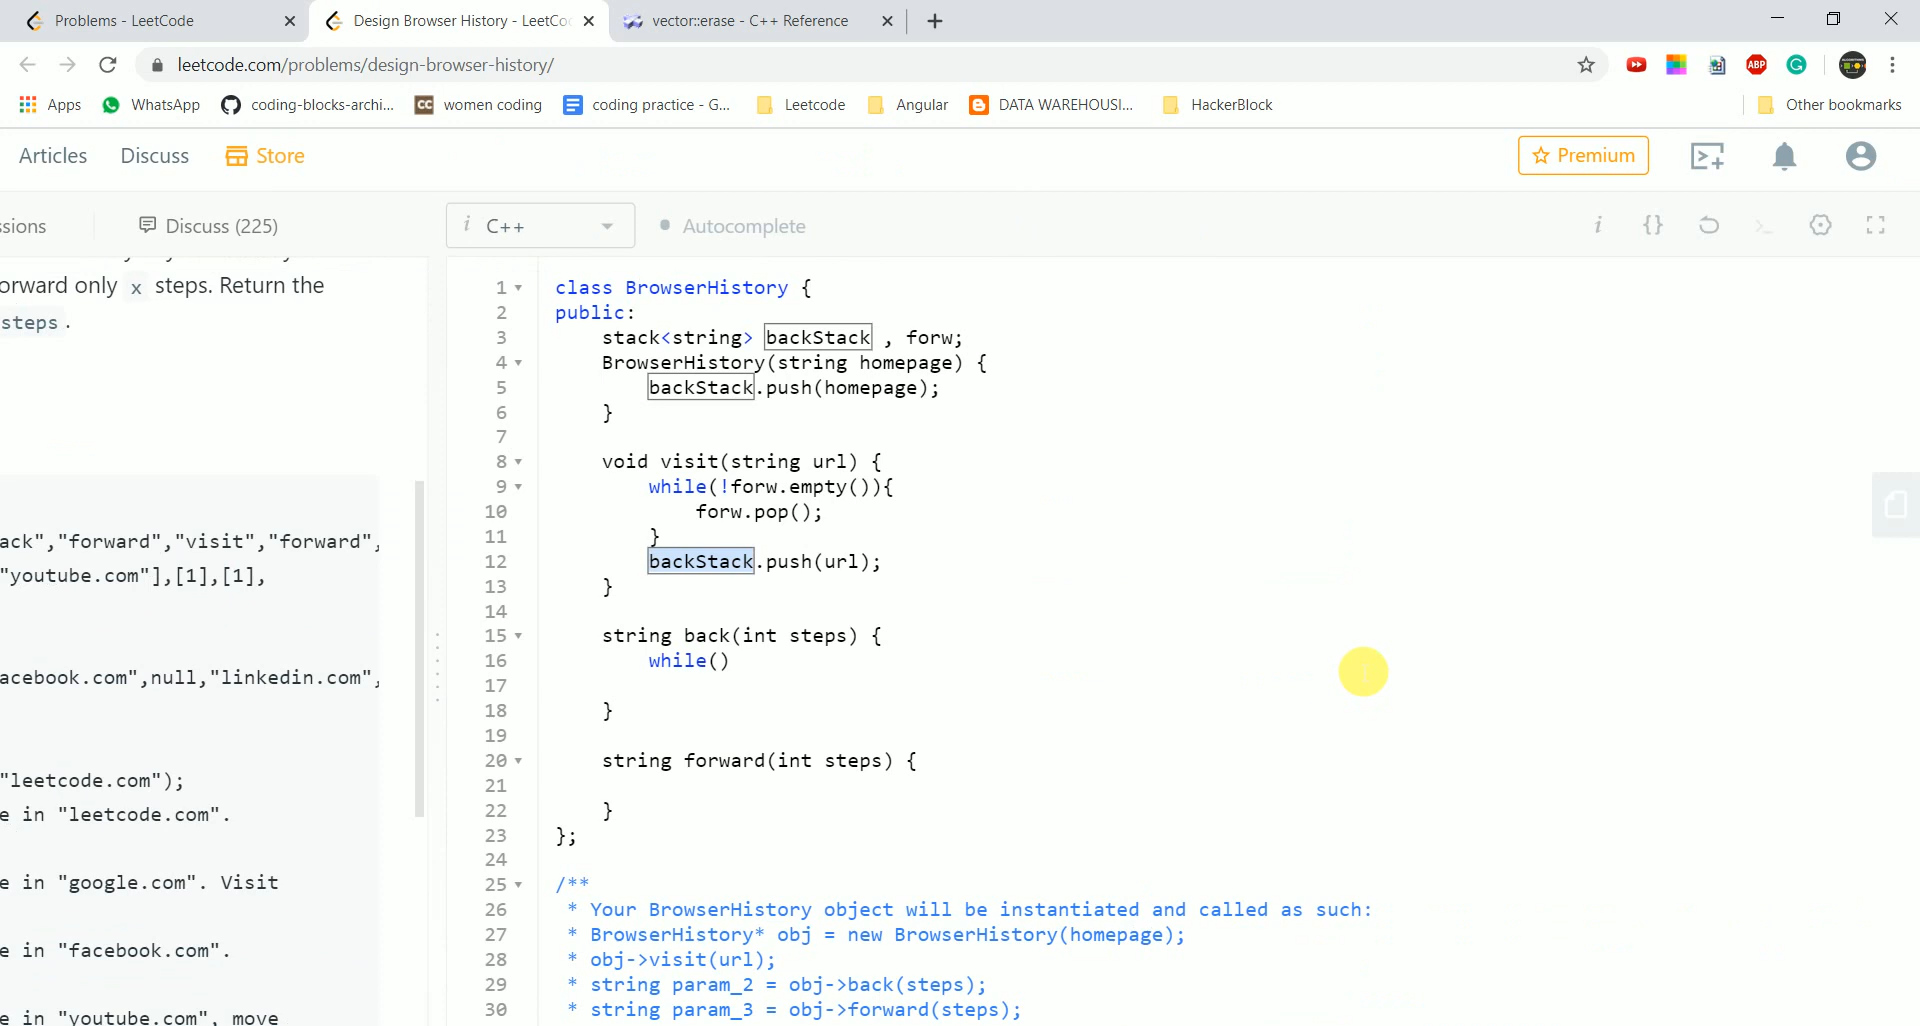 Problems - LeetCode
Design Browser History - LeetCo
vector::erase - C++ Reference
leetcode.com/problems/design-browser-history/
ABP
Apps
WhatsApp
coding-blocks-archi...
CC women coding
coding practice - G...
Leetcode
Angular
DATA WAREHOUSI...
HackerBlock
Other bookmarks
Articles
Discuss
Store
Premium
sions
Discuss (225)
i C++
Autocomplete
i {}
orward only x steps. Return the
steps .
ack","forward","visit","forward",
"youtube.com"],[1],[1],
acebook.com",null,"linkedin.com",
"leetcode.com");
e in "leetcode.com".
e in "google.com". Visit
e in "facebook.com".
e in "youtube.com", move
1 class BrowserHistory {
2 public:
3 stack<string> backStack , forw;
4 BrowserHistory(string homepage) {
5 backStack.push(homepage);
6 }
7
8 void visit(string url) {
9 while(!forw.empty()){
10 forw.pop();
11 }
12 backStack.push(url);
13 }
14
15 string back(int steps) {
16 while()
17
18 }
19
20 string forward(int steps) {
21
22 }
23 };
24
25 /**
26 * Your BrowserHistory object will be instantiated and called as such:
27 * BrowserHistory* obj = new BrowserHistory(homepage);
28 * obj->visit(url);
29 * string param_2 = obj->back(steps);
30 * string param_3 = obj->forward(steps);